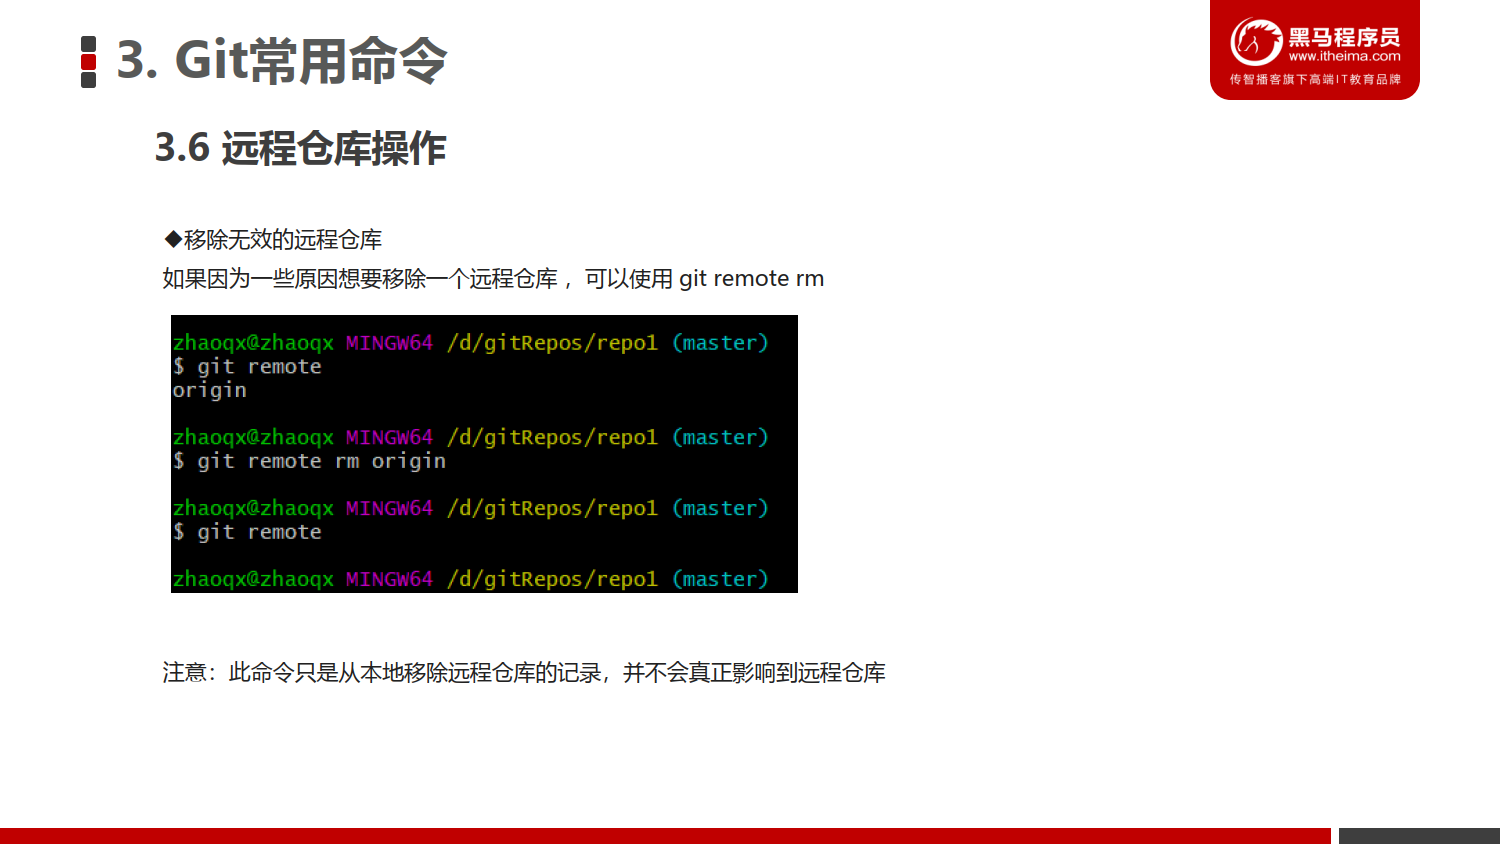 3. Git常用命令
黑马程序员
www.itheima.com
传智播客旗下高端IT教育品牌
3.6 远程仓库操作
◆移除无效的远程仓库
如果因为一些原因想要移除一个远程仓库 ，可以使用 git remote rm
zhaoqx@zhaoqx MINGW64 /d/gitRepos/repo1 (master)
$ git remote
origin
zhaoqx@zhaoqx MINGW64 /d/gitRepos/repo1 (master)
$ git remote rm origin
zhaoqx@zhaoqx MINGW64 /d/gitRepos/repo1 (master)
$ git remote
zhaoqx@zhaoqx MINGW64 /d/gitRepos/repo1 (master)
注意：此命令只是从本地移除远程仓库的记录，并不会真正影响到远程仓库